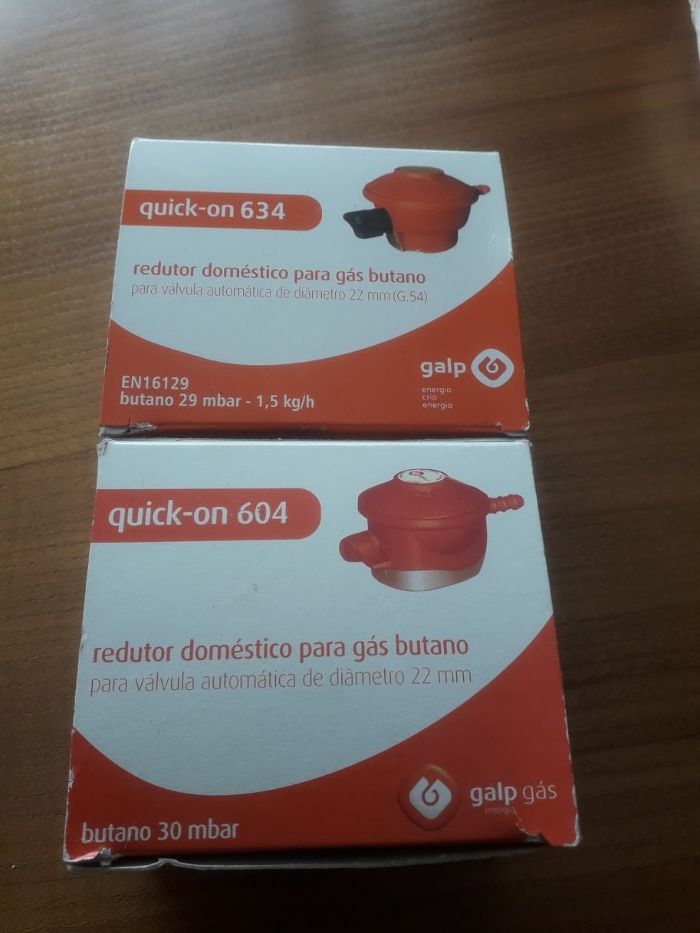 quick-on 634
redutor doméstico para gás butano
para válvula automática de diâmetro 22 mm (G.54)
galp
energia
cria
energia
EN16129
butano 29 mbar - 1,5 kg/h
quick-on 604
redutor doméstico para gás butano
para válvula automática de diâmetro 22 mm
galp gás
energia
butano 30 mbar